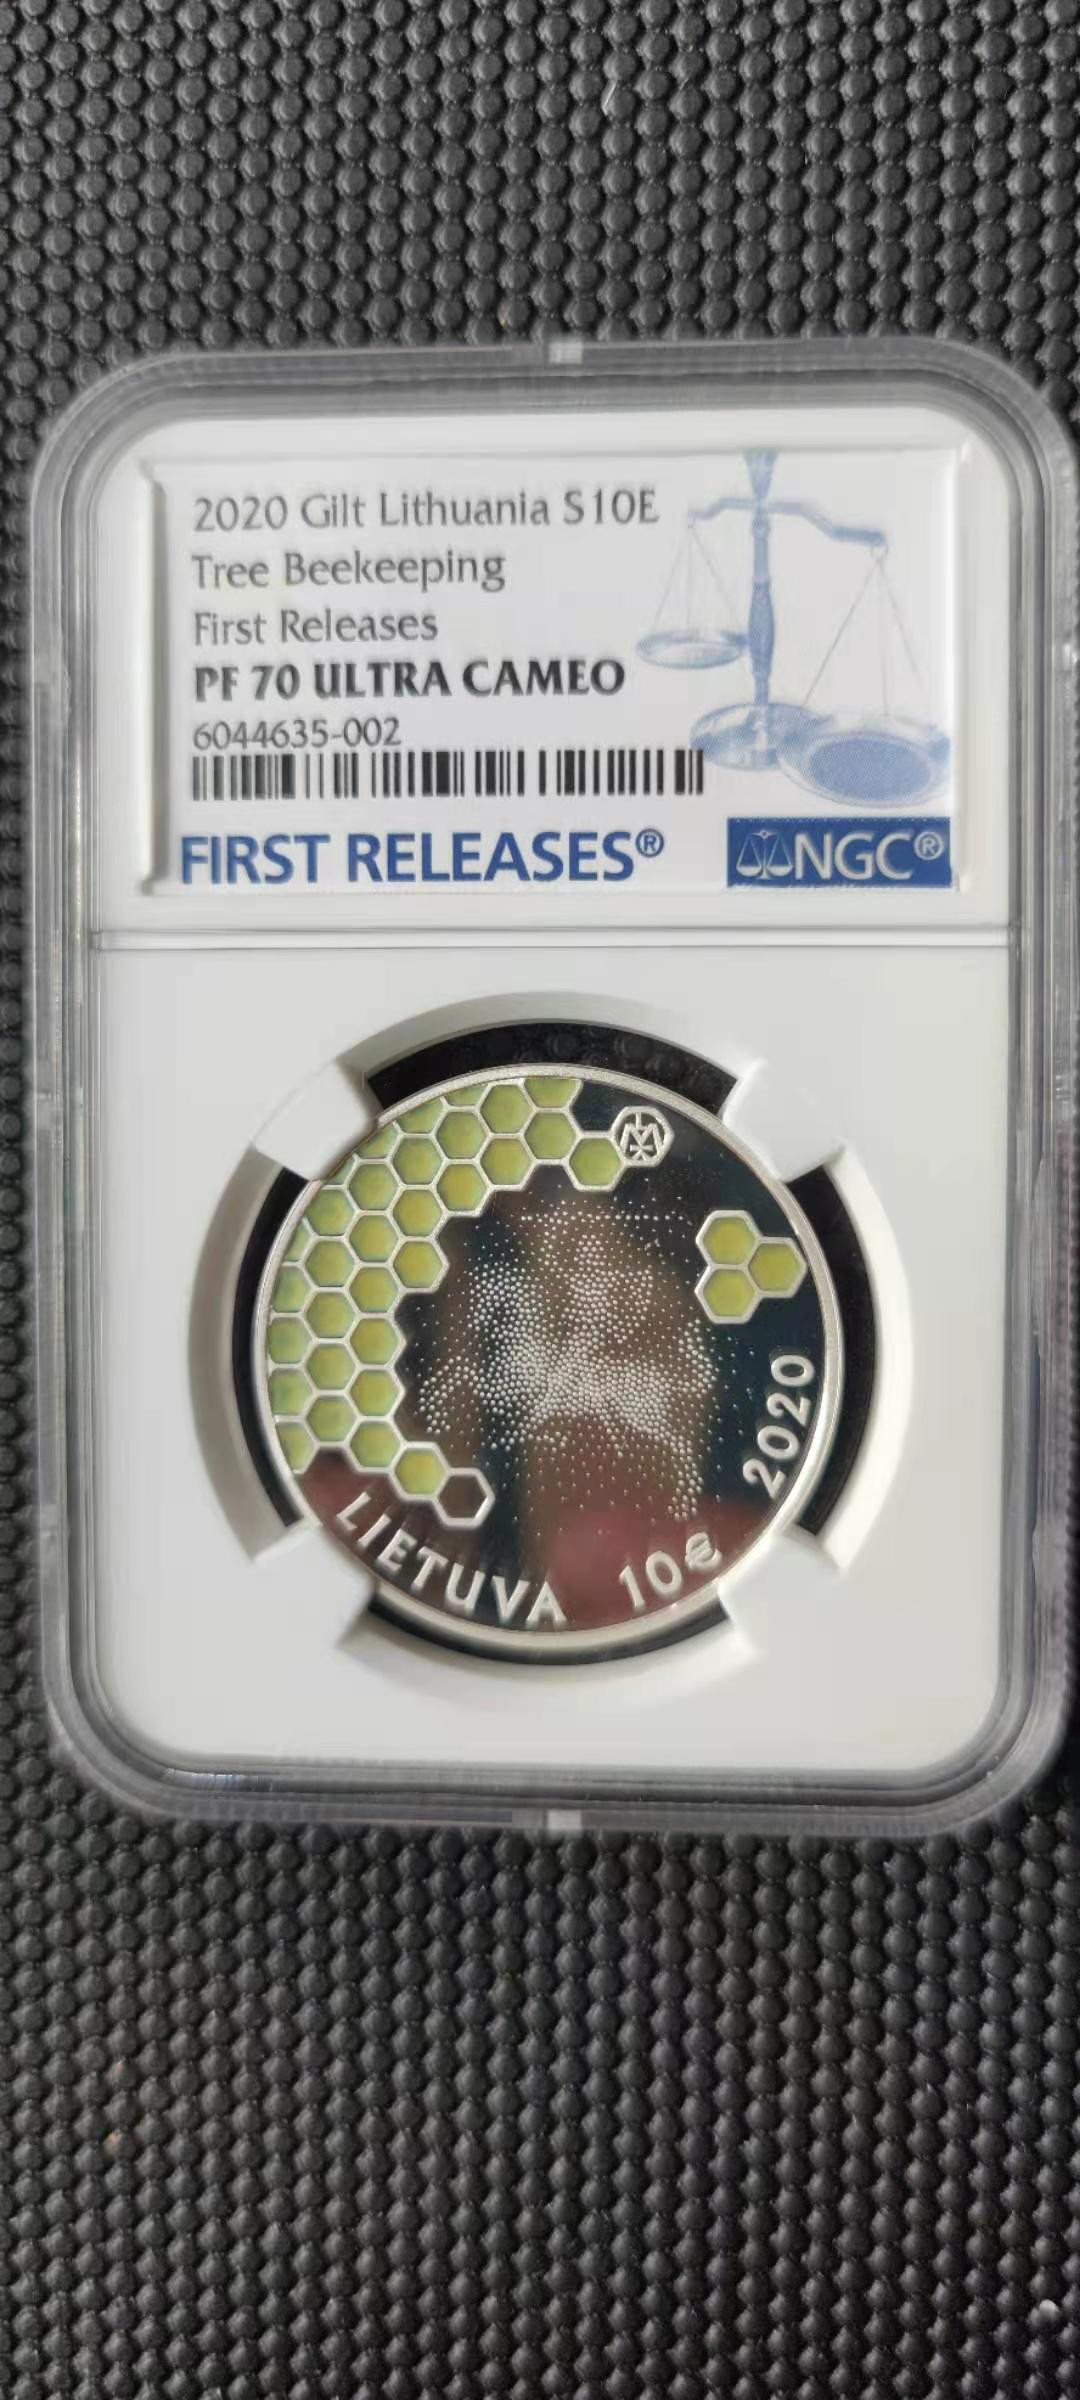 2020 Gilt Lithuania S10E
Tree Beekeeping
First Releases
PF 70 ULTRA CAMEO
6044635-002
FIRST RELEASES®
NGC®
LIETUVA 10€ 2020